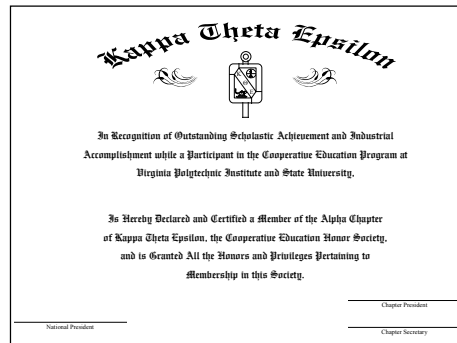 Kappa Theta Epsilon
In Recognition of Outstanding Scholastic Achievement and Industrial
Accomplishment while a Participant in the Cooperative Education Program at
Virginia Polytechnic Institute and State University,
Is Hereby Declared and Certified a Member of the Alpha Chapter
of Kappa Theta Epsilon, the Cooperative Education Honor Society,
and is Granted All the Honors and Privileges Pertaining to
Membership in this Society.
Chapter President
National President
Chapter Secretary